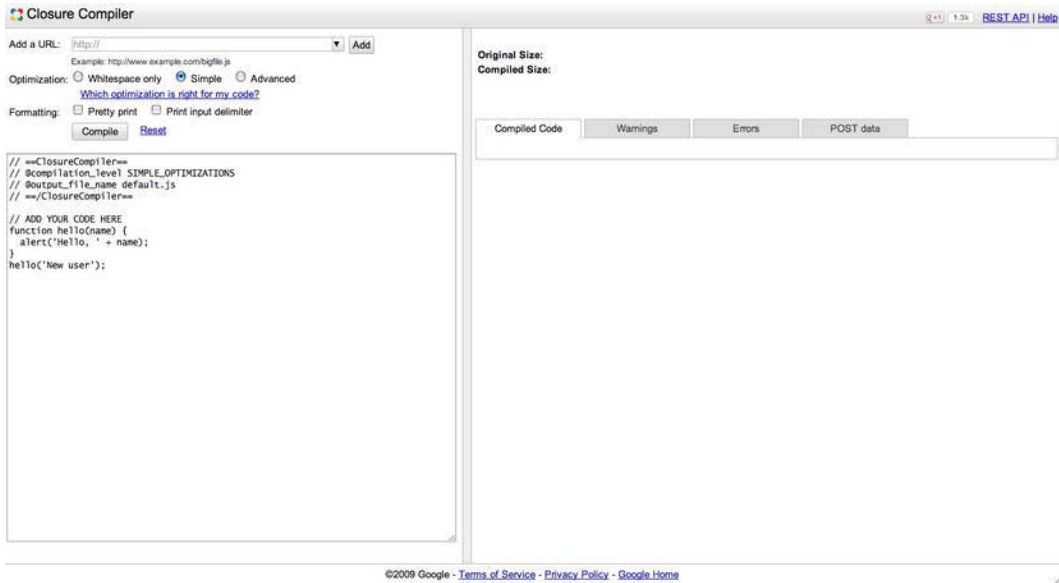 Closure Compiler
+1 1.3k REST API | Help
Add a URL: http:// Add
Example: http://www.example.com/bigfile.js
Optimization: Whitespace only Simple Advanced
Which optimization is right for my code?
Formatting: Pretty print Print input delimiter
Compile Reset
// ==ClosureCompiler==
// @compilation_level SIMPLE_OPTIMIZATIONS
// @output_file_name default.js
// ==/ClosureCompiler==
// ADD YOUR CODE HERE
function hello(name) {
  alert('Hello, ' + name);
}
hello('New user');
Original Size:
Compiled Size:
Compiled Code Warnings Errors POST data
©2009 Google - Terms of Service - Privacy Policy - Google Home